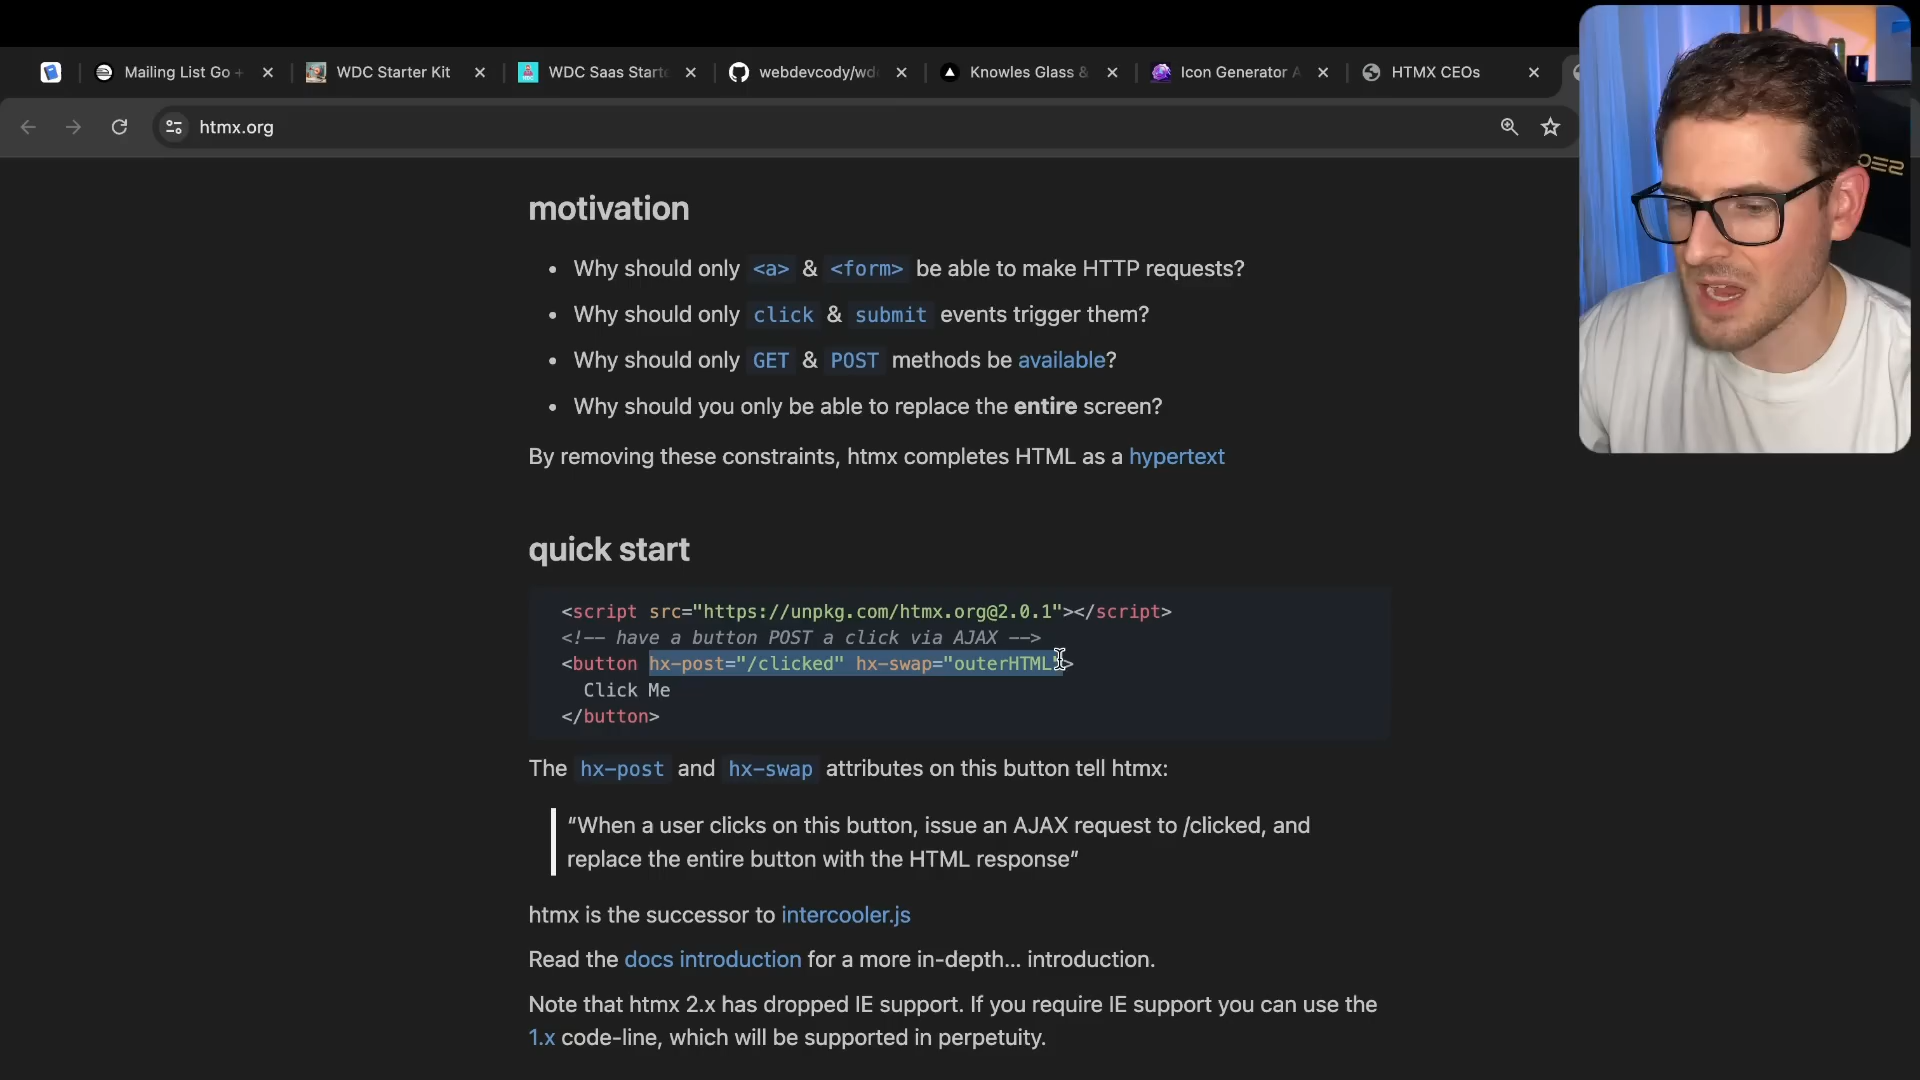 Mailing List Go +
WDC Starter Kit
WDC Saas Starte
webdevcody/wd
Knowles Glass &
Icon Generator A
HTMX CEOs
htmx.org
motivation
• Why should only <a> & <form> be able to make HTTP requests?
• Why should only click & submit events trigger them?
• Why should only GET & POST methods be available?
• Why should you only be able to replace the entire screen?
By removing these constraints, htmx completes HTML as a hypertext
quick start
<script src="https://unpkg.com/htmx.org@2.0.1"></script>
<!-- have a button POST a click via AJAX -->
<button hx-post="/clicked" hx-swap="outerHTML">
Click Me
</button>
The hx-post and hx-swap attributes on this button tell htmx:
“When a user clicks on this button, issue an AJAX request to /clicked, and
replace the entire button with the HTML response”
htmx is the successor to intercooler.js
Read the docs introduction for a more in-depth... introduction.
Note that htmx 2.x has dropped IE support. If you require IE support you can use the
1.x code-line, which will be supported in perpetuity.